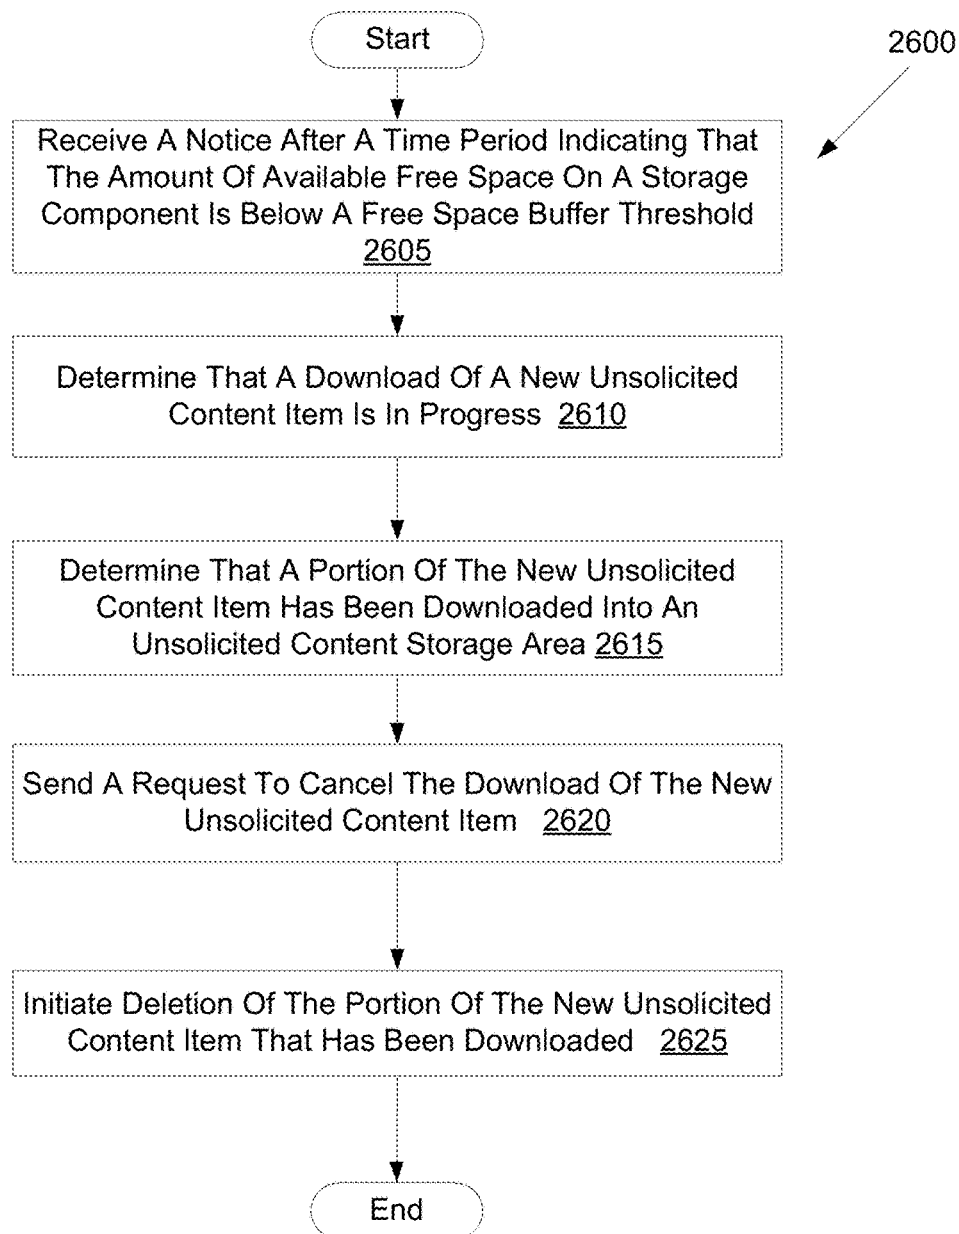 Start
2600
Receive A Notice After A Time Period Indicating That
The Amount Of Available Free Space On A Storage
Component Is Below A Free Space Buffer Threshold
2605
Determine That A Download Of A New Unsolicited
Content Item Is In Progress 2610
Determine That A Portion Of The New Unsolicited
Content Item Has Been Downloaded Into An
Unsolicited Content Storage Area 2615
Send A Request To Cancel The Download Of The New
Unsolicited Content Item 2620
Initiate Deletion Of The Portion Of The New Unsolicited
Content Item That Has Been Downloaded 2625
End